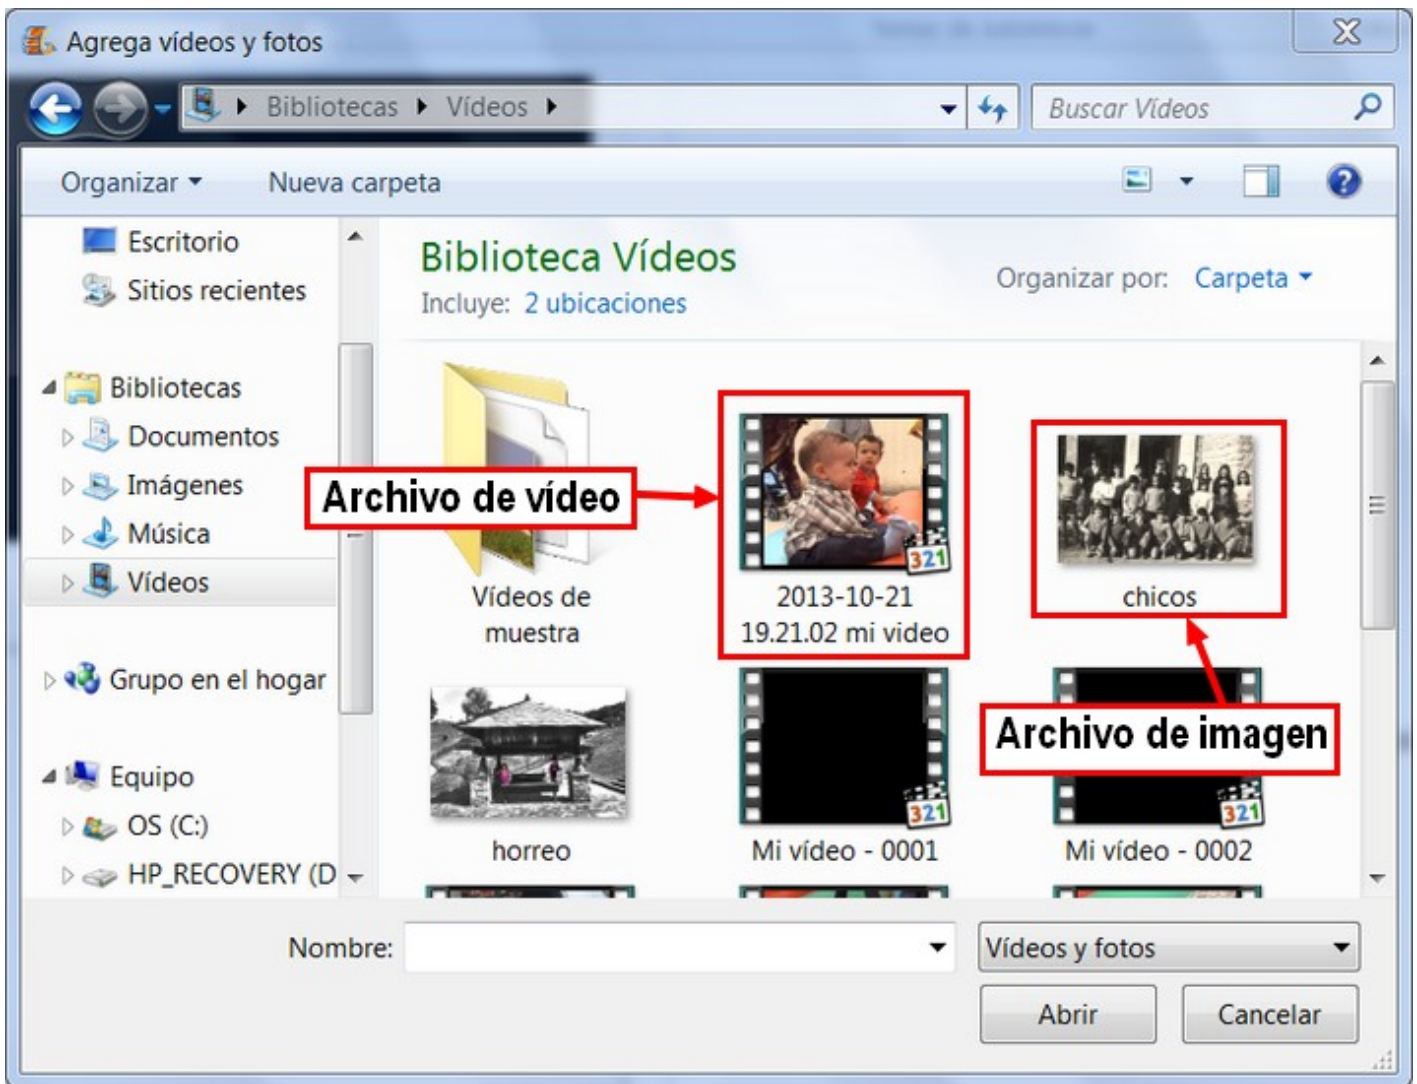 Agrega vídeos y fotos
Bibliotecas Vídeos
Buscar Vídeos
Organizar
Nueva carpeta
Escritorio
Sitios recientes
Bibliotecas
Documentos
Imágenes
Música
Vídeos
Grupo en el hogar
Equipo
OS (C:)
HP_RECOVERY (D
Biblioteca Vídeos
Incluye: 2 ubicaciones
Organizar por: Carpeta
Archivo de vídeo
Vídeos de
muestra
321
2013-10-21
19.21.02 mi video
chicos
Archivo de imagen
horreo
321
Mi vídeo - 0001
321
Mi vídeo - 0002
Nombre:
Vídeos y fotos
Abrir
Cancelar